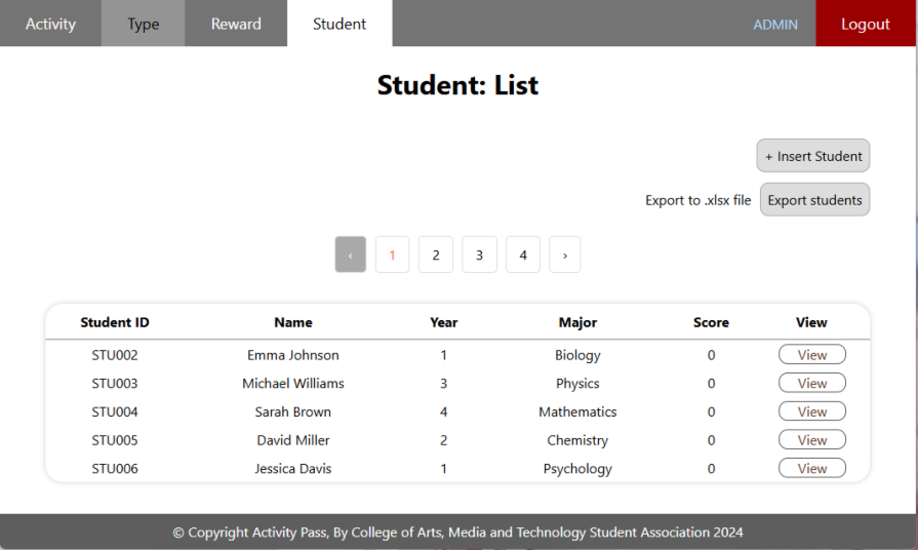 Activity Type Reward Student ADMIN Logout
Student: List
+ Insert Student
Export to .xlsx file Export students
‹ 1 2 3 4 ›
Student ID Name Year Major Score View
STU002 Emma Johnson 1 Biology 0 View
STU003 Michael Williams 3 Physics 0 View
STU004 Sarah Brown 4 Mathematics 0 View
STU005 David Miller 2 Chemistry 0 View
STU006 Jessica Davis 1 Psychology 0 View
© Copyright Activity Pass, By College of Arts, Media and Technology Student Association 2024